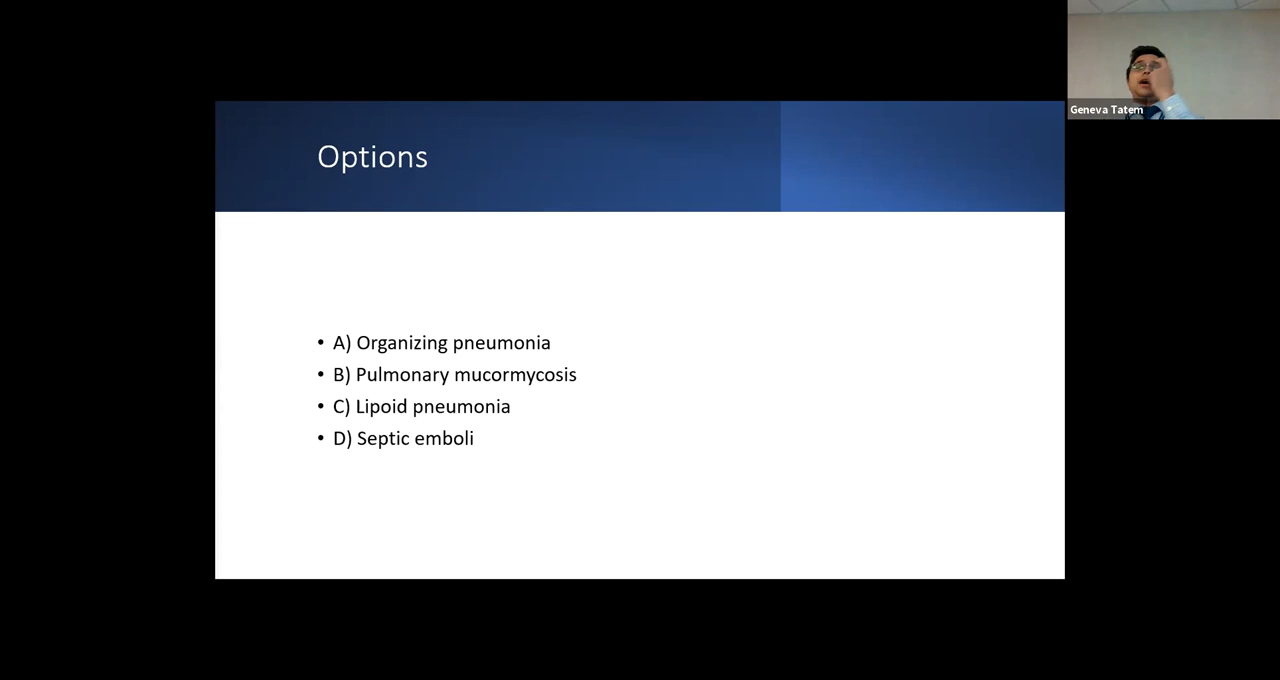 Geneva Tatem
Options
• A) Organizing pneumonia
• B) Pulmonary mucormycosis
• C) Lipoid pneumonia
• D) Septic emboli